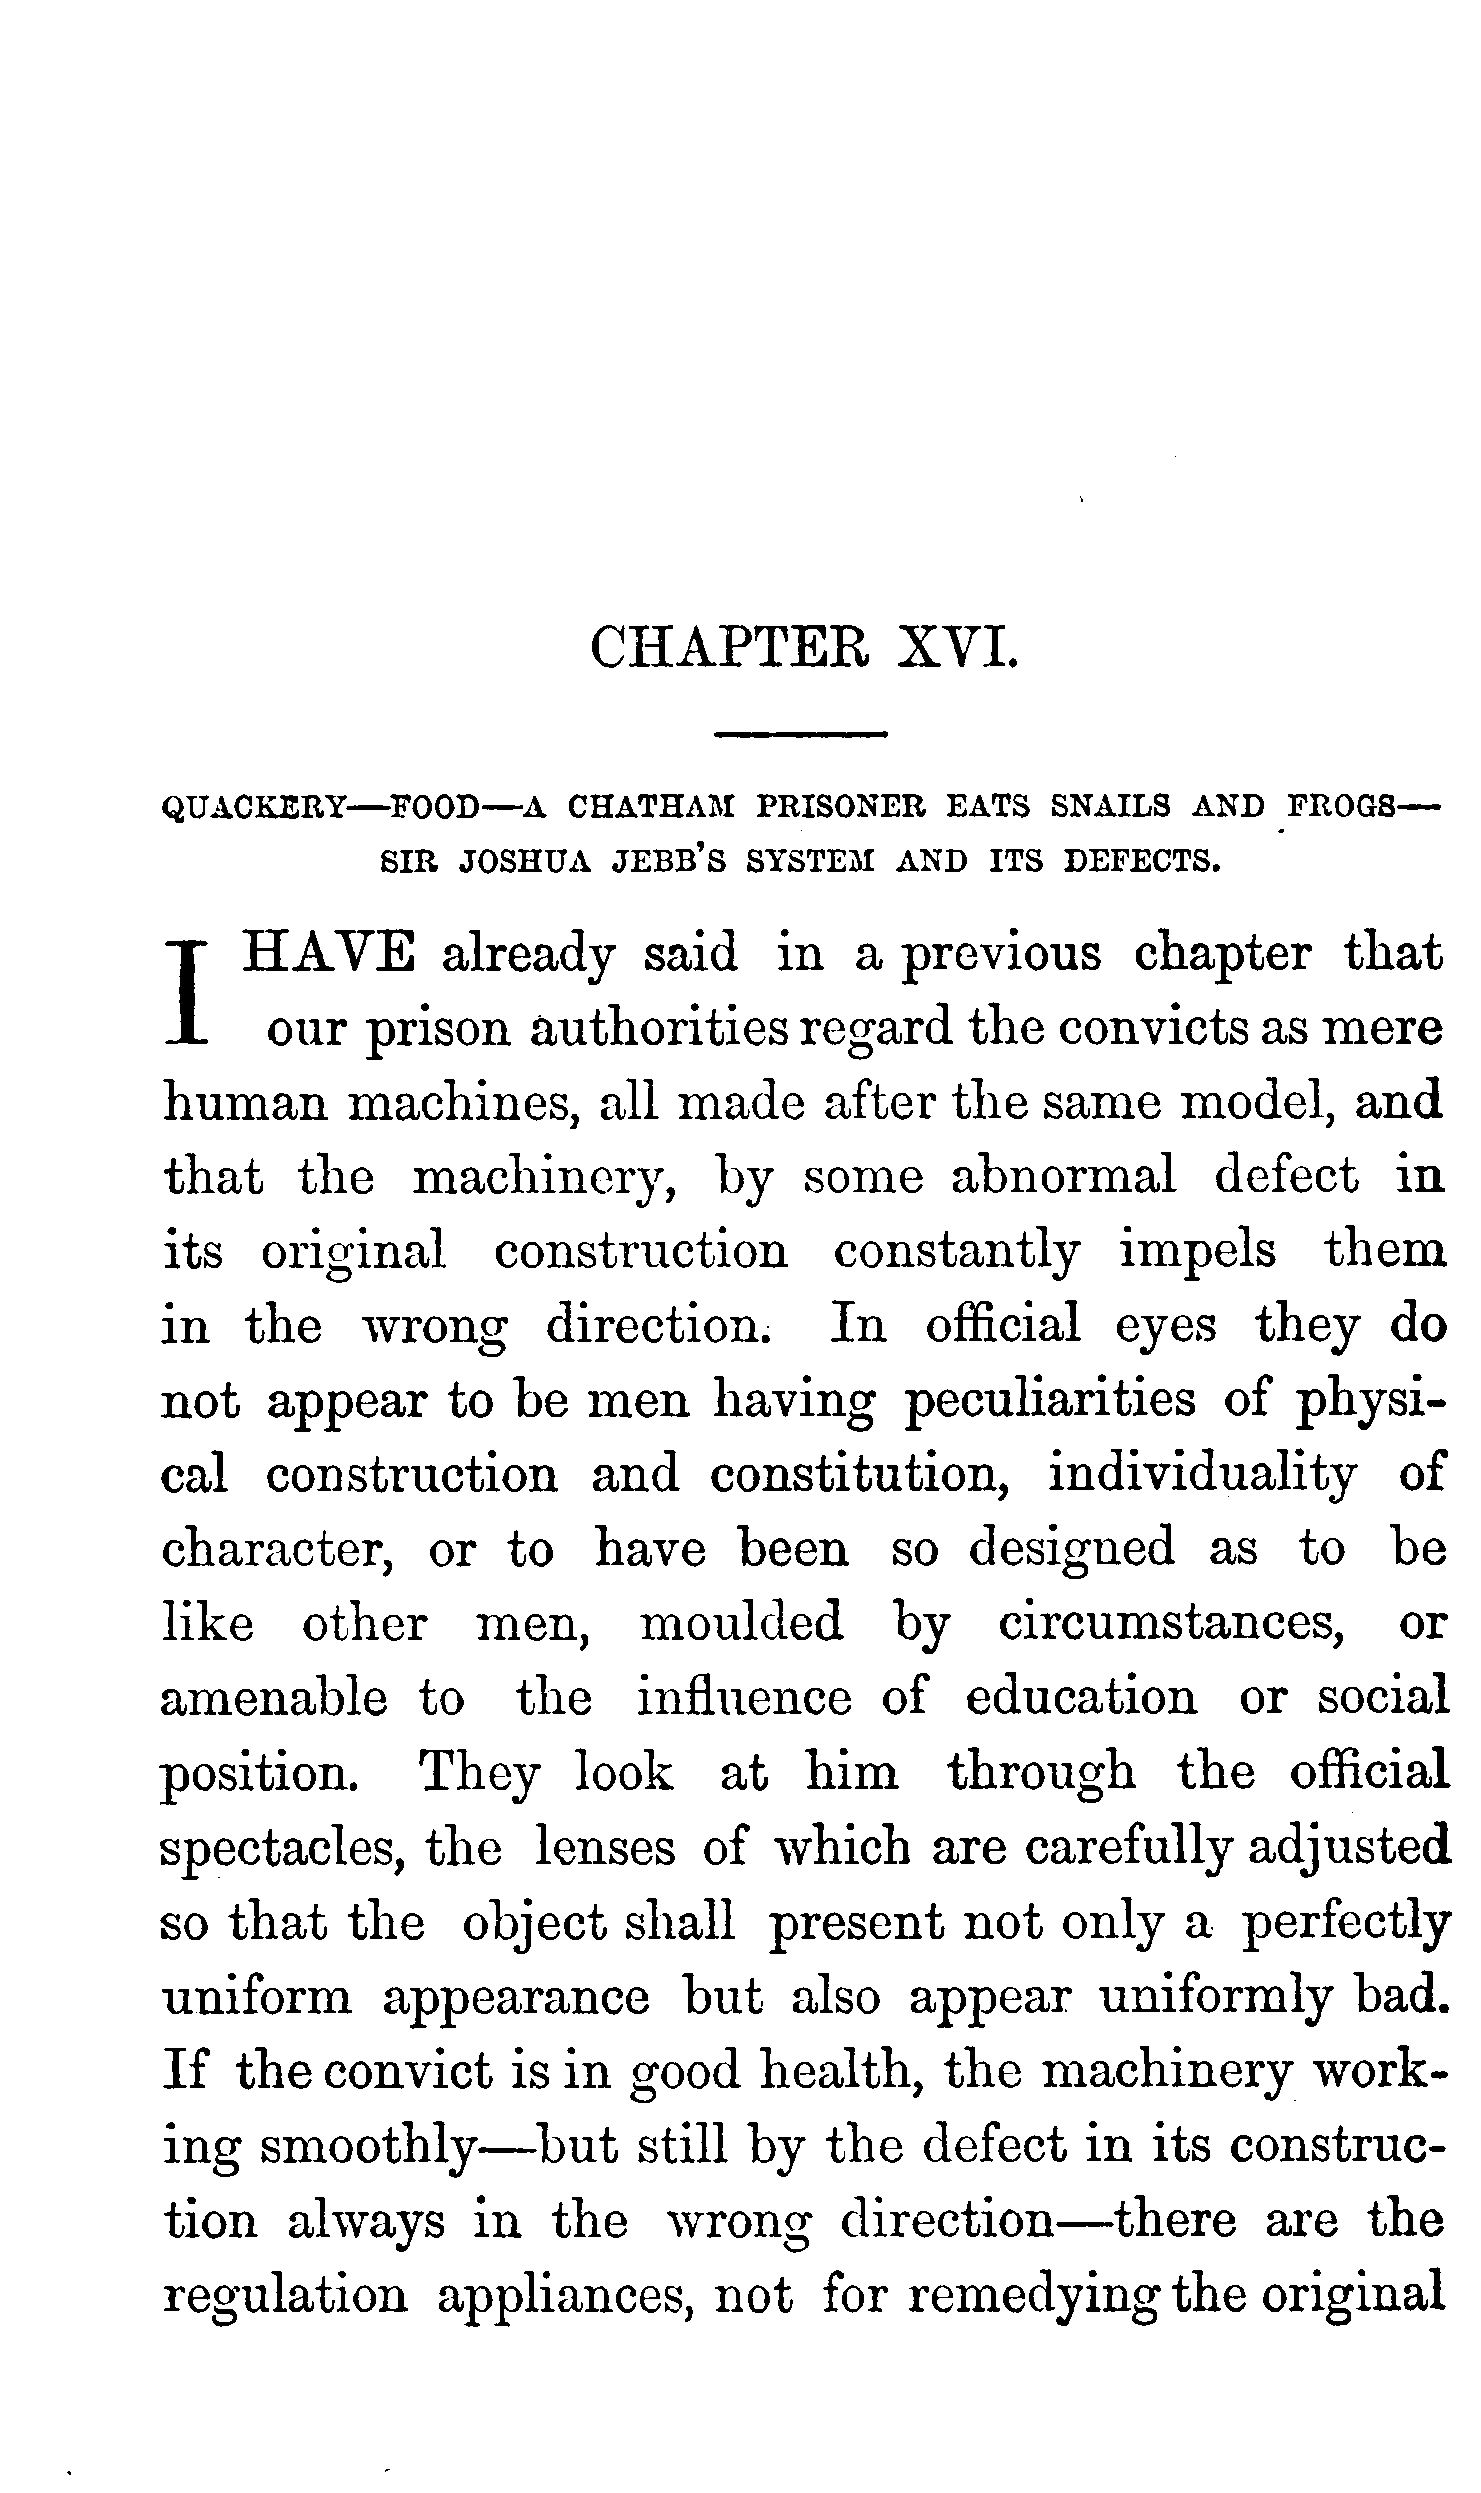 CHAPTER XVI.
QUACKERY—FOOD—A CHATHAM PRISONER EATS SNAILS AND FROGS—
SIR JOSHUA JEBB'S SYSTEM AND ITS DEFECTS.
I HAVE already said in a previous chapter that
our prison authorities regard the convicts as mere
human machines, all made after the same model, and
that the machinery, by some abnormal defect in
its original construction constantly impels them
in the wrong direction. In official eyes they do
not appear to be men having peculiarities of physi-
cal construction and constitution, individuality of
character, or to have been so designed as to be
like other men, moulded by circumstances, or
amenable to the influence of education or social
position. They look at him through the official
spectacles, the lenses of which are carefully adjusted
so that the object shall present not only a perfectly
uniform appearance but also appear uniformly bad.
If the convict is in good health, the machinery work-
ing smoothly—but still by the defect in its construc-
tion always in the wrong direction—there are the
regulation appliances, not for remedying the original